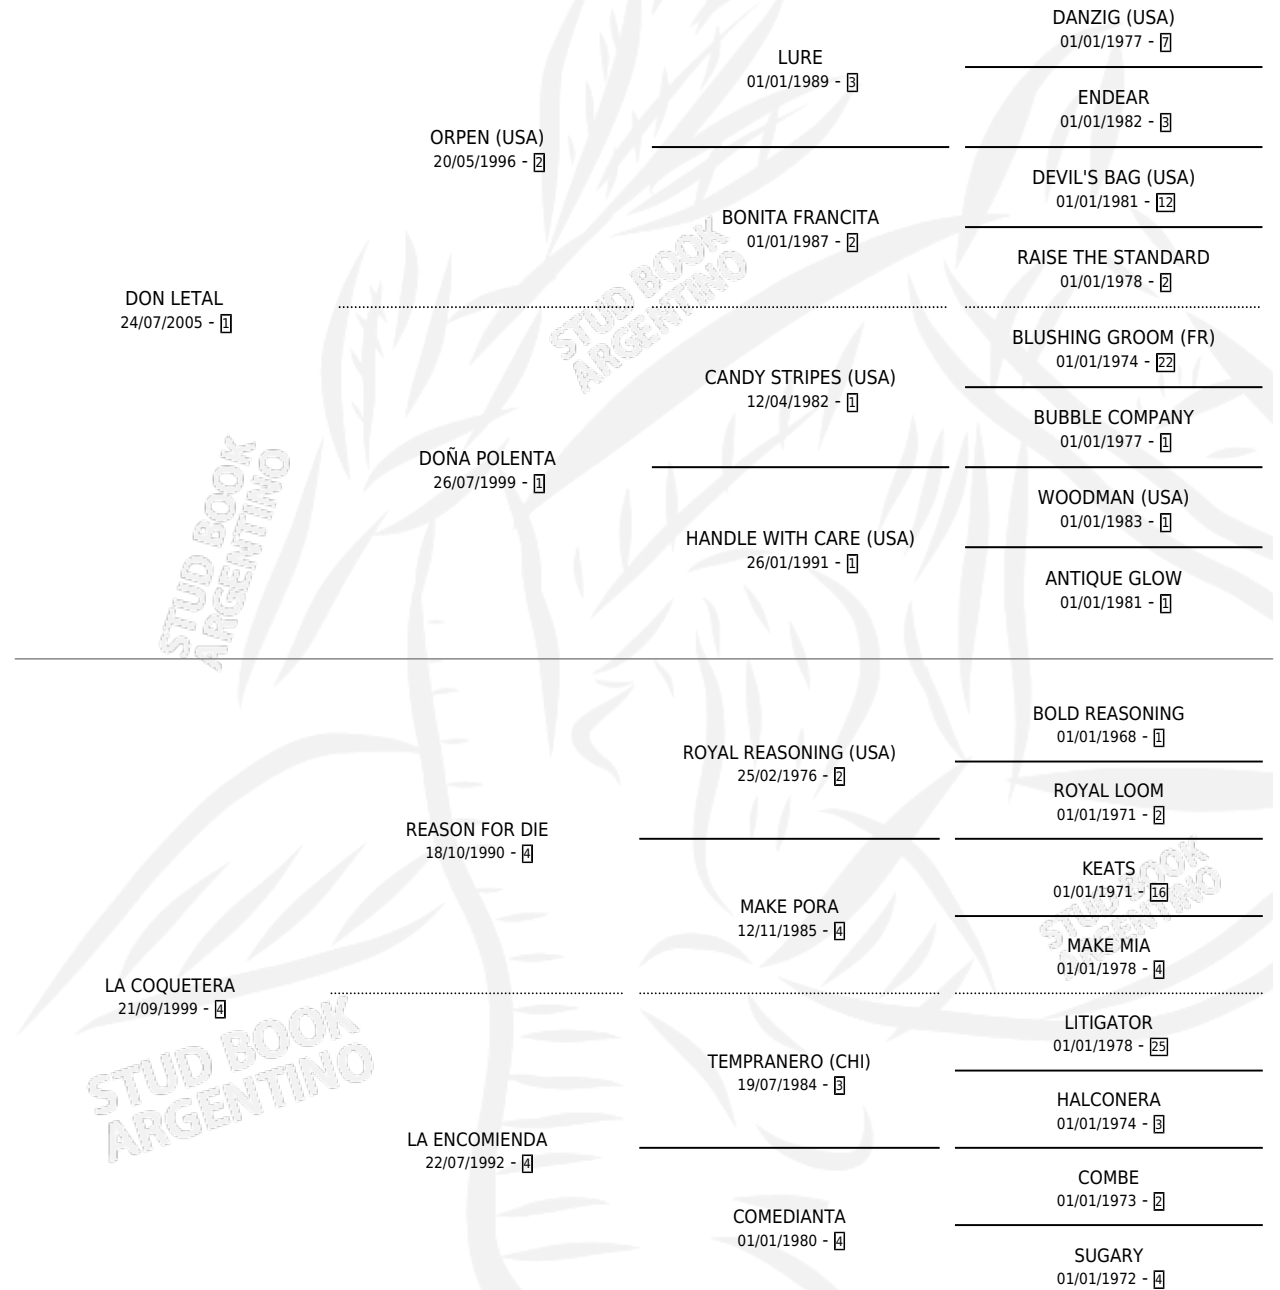 DANZIG (USA)
01/01/1977 - 7
LURE
01/01/1989 - 3
ENDEAR
01/01/1982 - 3
ORPEN (USA)
20/05/1996 - 2
DEVIL'S BAG (USA)
01/01/1981 - 12
BONITA FRANCITA
01/01/1987 - 2
RAISE THE STANDARD
01/01/1978 - 2
DON LETAL
24/07/2005 - 1
BLUSHING GROOM (FR)
01/01/1974 - 22
CANDY STRIPES (USA)
12/04/1982 - 1
BUBBLE COMPANY
01/01/1977 - 1
DOÑA POLENTA
26/07/1999 - 1
WOODMAN (USA)
01/01/1983 - 1
HANDLE WITH CARE (USA)
26/01/1991 - 1
ANTIQUE GLOW
01/01/1981 - 1
BOLD REASONING
01/01/1968 - 1
ROYAL REASONING (USA)
25/02/1976 - 2
ROYAL LOOM
01/01/1971 - 2
REASON FOR DIE
18/10/1990 - 4
KEATS
01/01/1971 - 16
MAKE PORA
12/11/1985 - 4
MAKE MIA
01/01/1978 - 4
LA COQUETERA
21/09/1999 - 4
LITIGATOR
01/01/1978 - 25
TEMPRANERO (CHI)
19/07/1984 - 3
HALCONERA
01/01/1974 - 3
LA ENCOMIENDA
22/07/1992 - 4
COMBE
01/01/1973 - 2
COMEDIANTA
01/01/1980 - 4
SUGARY
01/01/1972 - 4
STUD BOOK
ARGENTINO
STUD BOOK
ARGENTINO
STUD BOOK
ARGENTINO
STUD BOOK
ARGENTINO